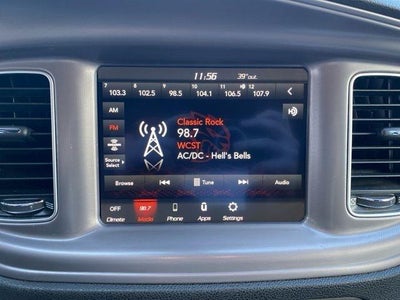 11:56 39° out
7 8 9 10 11 12
103.3 102.5 98.5 104.1 106.5 107.9
AM
FM
Source Select
Classic Rock
98.7
WCST
AC/DC - Hell's Bells
Browse Tune Audio
OFF 98.7
Climate Media Phone Apps Settings